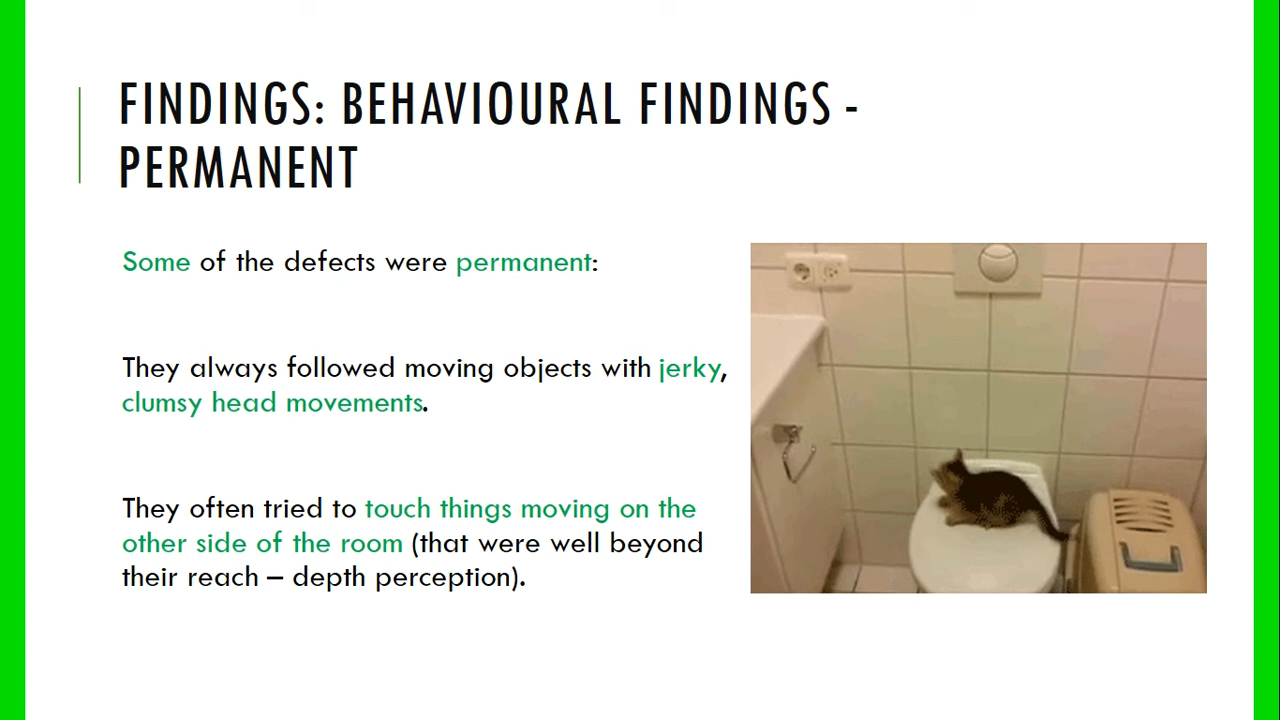 FINDINGS: BEHAVIOURAL FINDINGS -
PERMANENT
Some of the defects were permanent:
They always followed moving objects with jerky,
clumsy head movements.
They often tried to touch things moving on the
other side of the room (that were well beyond
their reach – depth perception).